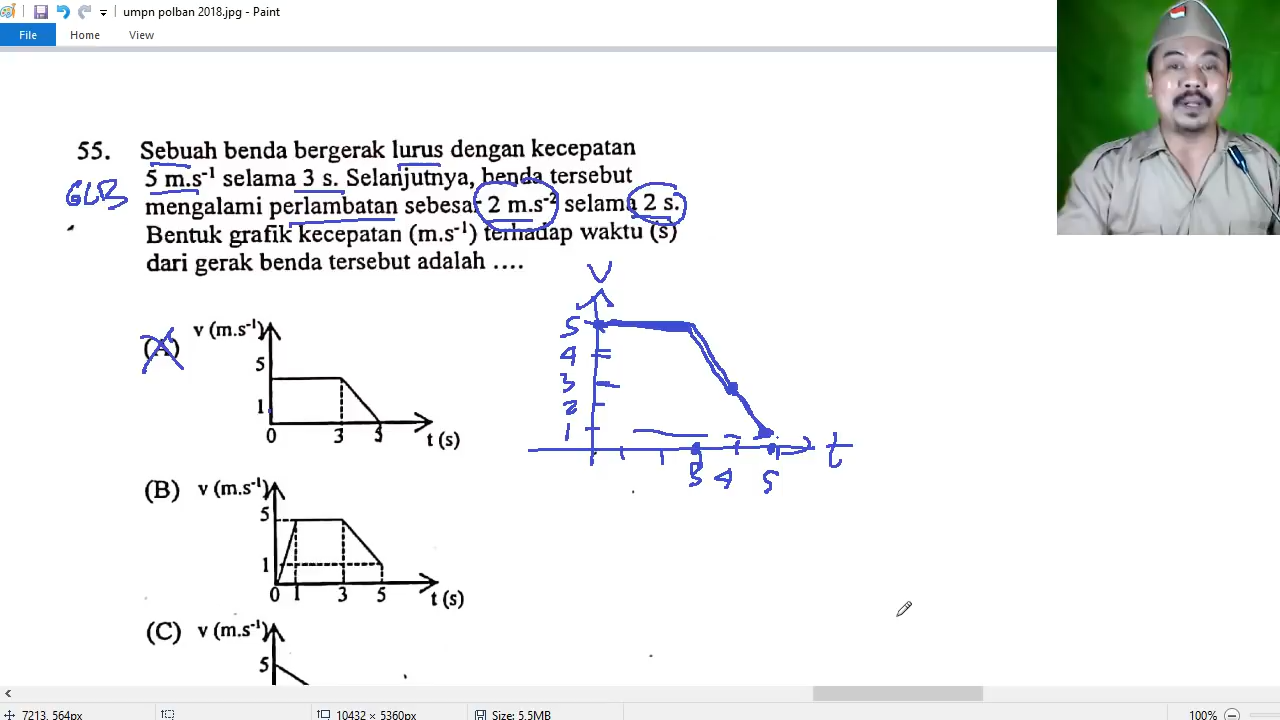 umpn polban 2018.jpg - Paint
File Home View
55. Sebuah benda bergerak lurus dengan kecepatan
5 m.s⁻¹ selama 3 s. Selanjutnya, benda tersebut
GLB
mengalami perlambatan sebesar 2 m.s⁻² selama 2 s.
Bentuk grafik kecepatan (m.s⁻¹) terhadap waktu (s)
dari gerak benda tersebut adalah ....
V
5
4
3
2
1
3 4 5
t
(A) v (m.s⁻¹)
5
1
0 3 5 t (s)
(B) v (m.s⁻¹)
5
1
0 1 3 5 t (s)
(C) v (m.s⁻¹)
5
7213, 564px 10432 × 5360px Size: 5.5MB 100%